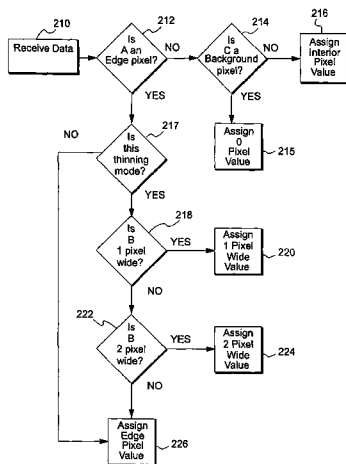 210
Receive Data
212
Is
A an
Edge pixel?
NO
214
Is
C a
Background
pixel?
NO
216
Assign
Interior
Pixel
Value
YES
YES
Assign
0
Pixel
Value
215
NO
217
Is
this
thinning
mode?
YES
218
Is
B
1 pixel
wide?
YES
Assign
1 Pixel
Wide
Value
220
NO
222
Is
B
2 pixel
wide?
YES
Assign
2 Pixel
Wide
Value
224
NO
Assign
Edge
Pixel
Value
226